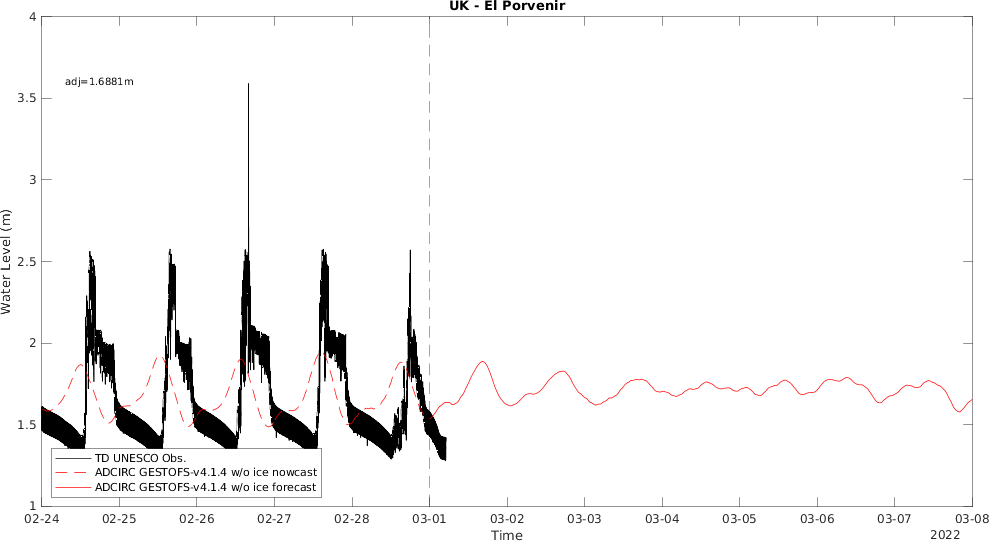 UK - El Porvenir
adj=1.6881m
Water Level (m)
4
3.5
3
2.5
2
1.5
1
TD UNESCO Obs.
ADCIRC GESTOFS-v4.1.4 w/o ice nowcast
ADCIRC GESTOFS-v4.1.4 w/o ice forecast
02-24 02-25 02-26 02-27 02-28 03-01 03-02 03-03 03-04 03-05 03-06 03-07 03-08
Time
2022